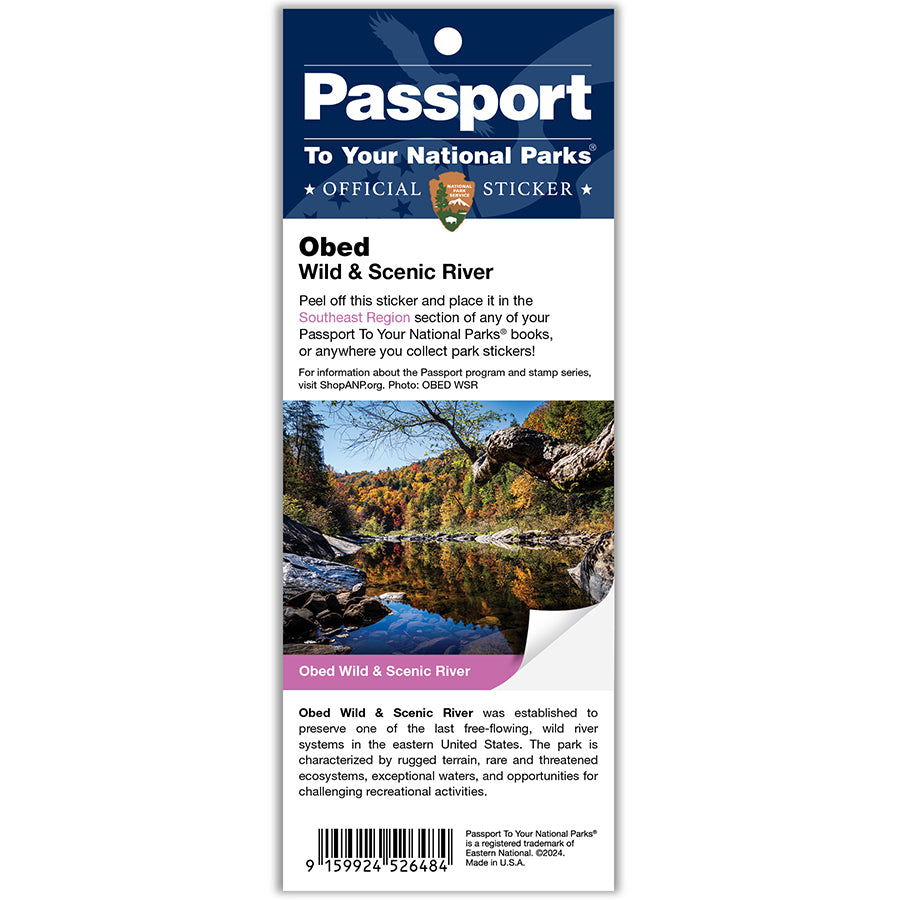 Passport
To Your National Parks®
★ OFFICIAL STICKER ★
NATIONAL
PARK
SERVICE
Obed
Wild & Scenic River
Peel off this sticker and place it in the
Southeast Region section of any of your
Passport To Your National Parks® books,
or anywhere you collect park stickers!
For information about the Passport program and stamp series,
visit ShopANP.org. Photo: OBED WSR
Obed Wild & Scenic River
Obed Wild & Scenic River was established to
preserve one of the last free-flowing, wild river
systems in the eastern United States. The park is
characterized by rugged terrain, rare and threatened
ecosystems, exceptional waters, and opportunities for
challenging recreational activities.
9 159924 526484
Passport To Your National Parks®
is a registered trademark of
Eastern National. ©2024.
Made in U.S.A.